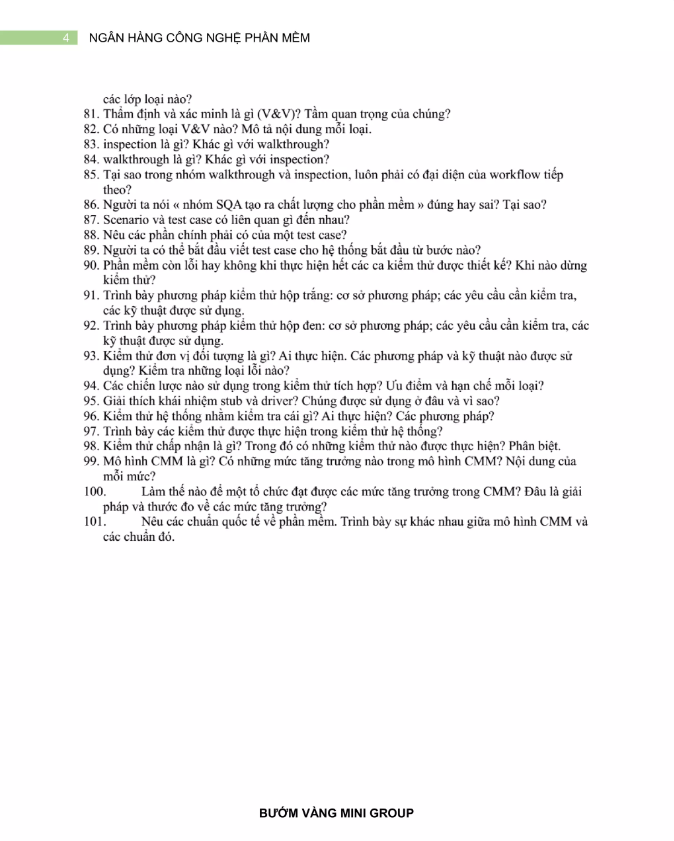 4 NGÂN HÀNG CÔNG NGHỆ PHẦN MỀM
các lớp loại nào?
81. Thẩm định và xác minh là gì (V&V)? Tầm quan trọng của chúng?
82. Có những loại V&V nào? Mô tả nội dung mỗi loại.
83. inspection là gì? Khác gì với walkthrough?
84. walkthrough là gì? Khác gì với inspection?
85. Tại sao trong nhóm walkthrough và inspection, luôn phải có đại diện của workflow tiếp
theo?
86. Người ta nói « nhóm SQA tạo ra chất lượng cho phần mềm » đúng hay sai? Tại sao?
87. Scenario và test case có liên quan gì đến nhau?
88. Nêu các phần chính phải có của một test case?
89. Người ta có thể bắt đầu viết test case cho hệ thống bắt đầu từ bước nào?
90. Phần mềm còn lỗi hay không khi thực hiện hết các ca kiểm thử được thiết kế? Khi nào dừng
kiểm thử?
91. Trình bày phương pháp kiểm thử hộp trắng: cơ sở phương pháp; các yêu cầu cần kiểm tra,
các kỹ thuật được sử dụng.
92. Trình bày phương pháp kiểm thử hộp đen: cơ sở phương pháp; các yêu cầu cần kiểm tra, các
kỹ thuật được sử dụng.
93. Kiểm thử đơn vị đối tượng là gì? Ai thực hiện. Các phương pháp và kỹ thuật nào được sử
dụng? Kiểm tra những loại lỗi nào?
94. Các chiến lược nào sử dụng trong kiểm thử tích hợp? Ưu điểm và hạn chế mỗi loại?
95. Giải thích khái niệm stub và driver? Chúng được sử dụng ở đâu và vì sao?
96. Kiểm thử hệ thống nhằm kiểm tra cái gì? Ai thực hiện? Các phương pháp?
97. Trình bày các kiểm thử được thực hiện trong kiểm thử hệ thống?
98. Kiểm thử chấp nhận là gì? Trong đó có những kiểm thử nào được thực hiện? Phân biệt.
99. Mô hình CMM là gì? Có những mức tăng trưởng nào trong mô hình CMM? Nội dung của
mỗi mức?
100. Làm thế nào để một tổ chức đạt được các mức tăng trưởng trong CMM? Đâu là giải
pháp và thước đo về các mức tăng trưởng?
101. Nêu các chuẩn quốc tế về phần mềm. Trình bày sự khác nhau giữa mô hình CMM và
các chuẩn đó.
BƯỚM VÀNG MINI GROUP